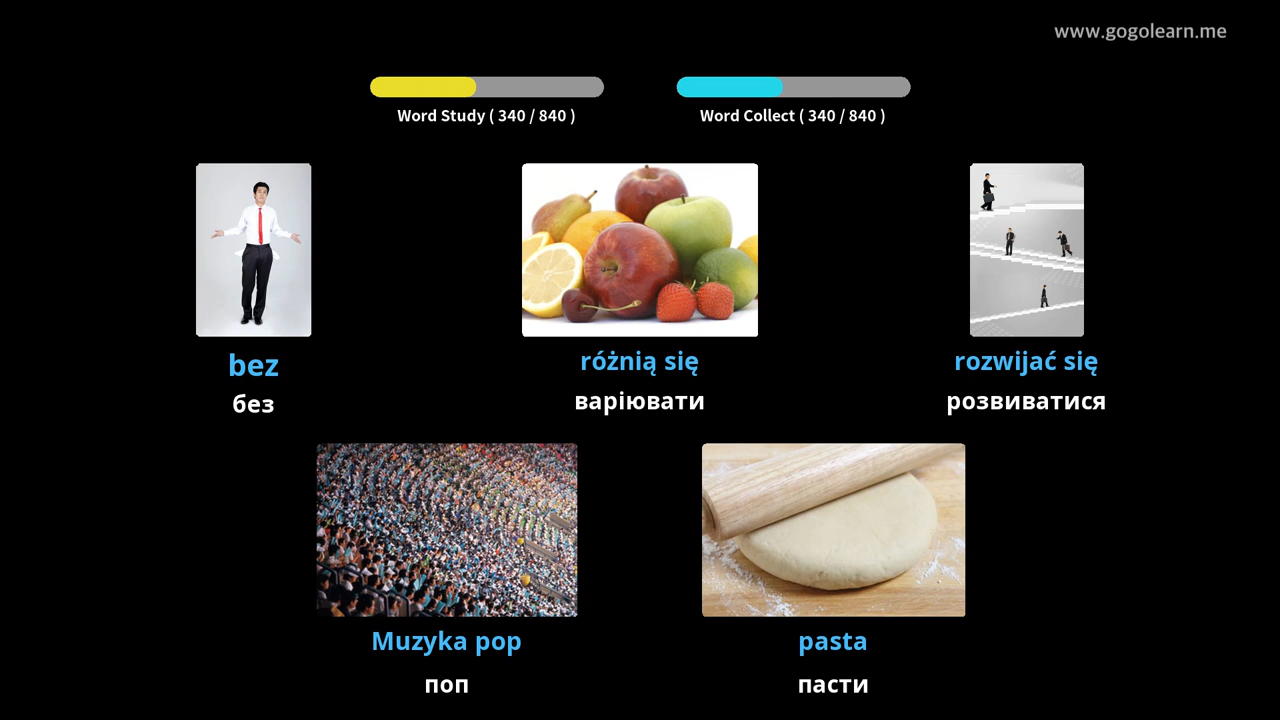 www.gogolearn.me
Word Study ( 340 / 840 )
Word Collect ( 340 / 840 )
bez
без
różnią się
варіювати
rozwijać się
розвиватися
Muzyka pop
поп
pasta
пасти